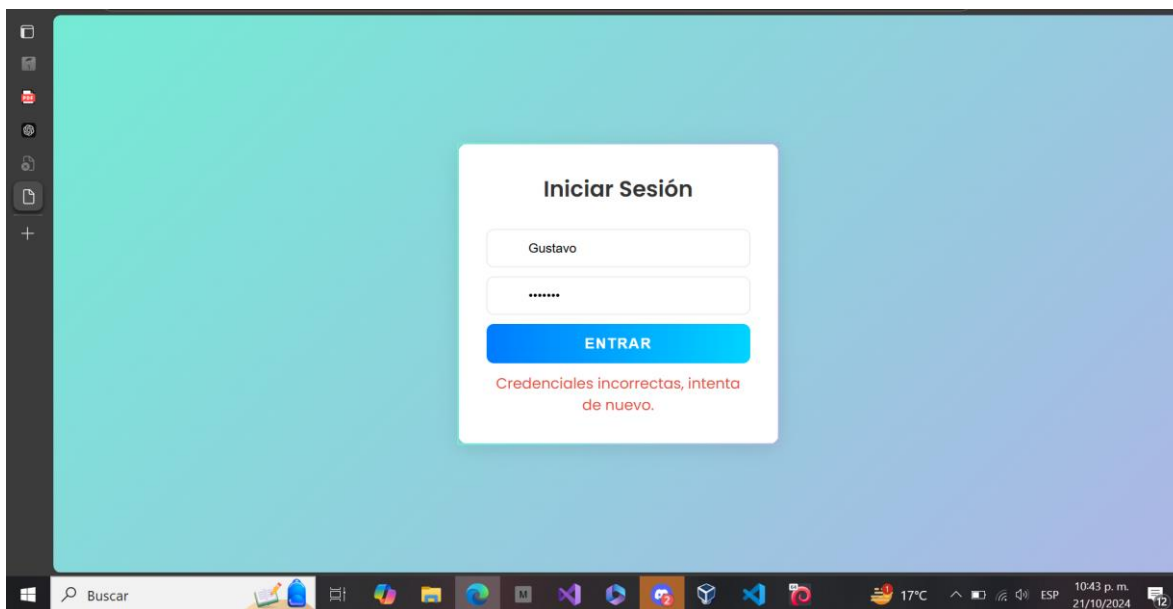 Iniciar Sesión
Gustavo
•••••••
ENTRAR
Credenciales incorrectas, intenta
de nuevo.
Buscar
17°C
ESP
10:43 p. m.
21/10/2024